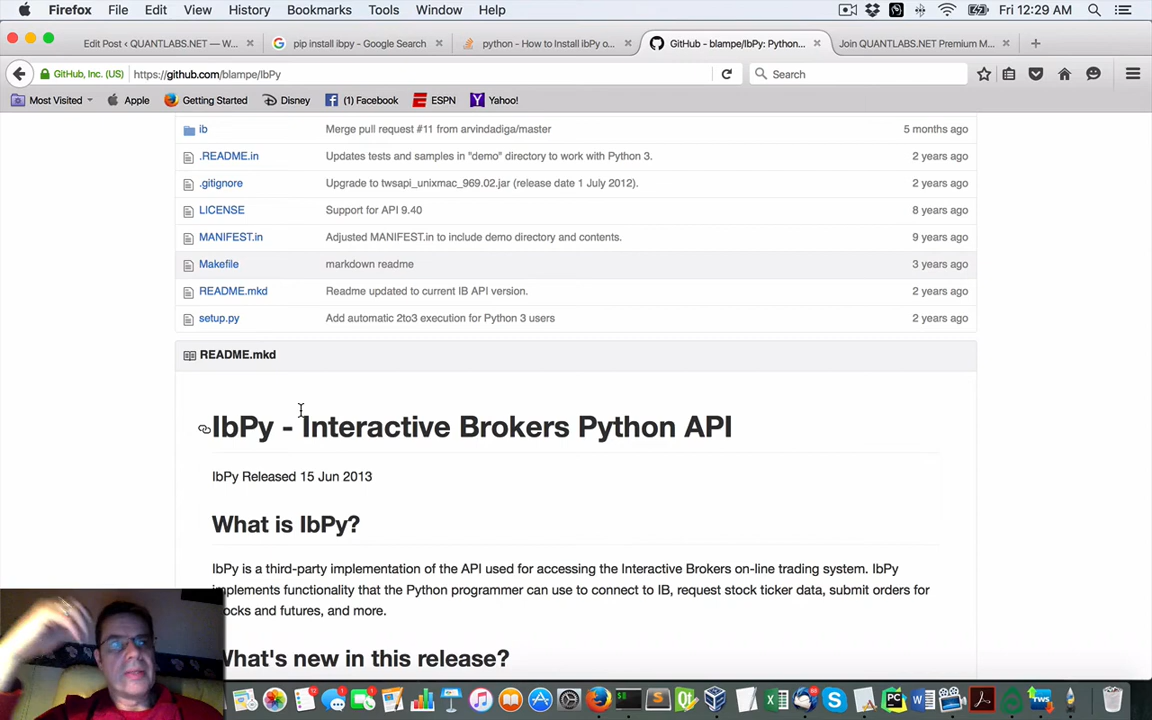 Firefox File Edit View History Bookmarks Tools Window Help Fri 12:29 AM
Edit Post ‹ QUANTLABS.NET — W... pip install ibpy - Google Search python - How to Install ibPy o... GitHub - blampe/IbPy: Python... Join QUANTLABS.NET Premium M...
GitHub, Inc. (US) https://github.com/blampe/IbPy Search
Most Visited Apple Getting Started Disney (1) Facebook ESPN Yahoo!
ib Merge pull request #11 from arvindadiga/master 5 months ago
.README.in Updates tests and samples in "demo" directory to work with Python 3. 2 years ago
.gitignore Upgrade to twsapi_unixmac_969.02.jar (release date 1 July 2012). 2 years ago
LICENSE Support for API 9.40 8 years ago
MANIFEST.in Adjusted MANIFEST.in to include demo directory and contents. 9 years ago
Makefile markdown readme 3 years ago
README.mkd Readme updated to current IB API version. 2 years ago
setup.py Add automatic 2to3 execution for Python 3 users 2 years ago
README.mkd
IbPy - Interactive Brokers Python API
IbPy Released 15 Jun 2013
What is IbPy?
IbPy is a third-party implementation of the API used for accessing the Interactive Brokers on-line trading system. IbPy
implements functionality that the Python programmer can use to connect to IB, request stock ticker data, submit orders for
stocks and futures, and more.
What's new in this release?